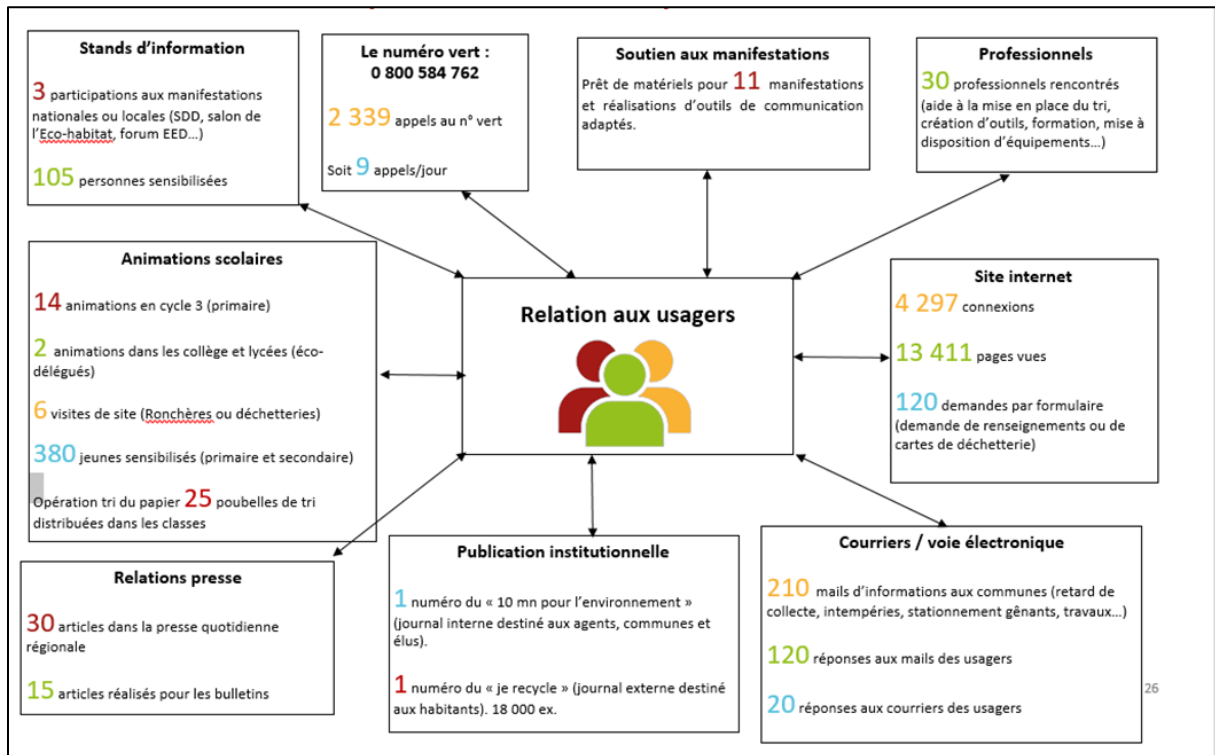 Stands d'information
3 participations aux manifestations
nationales ou locales (SDD, salon de
l'Eco-habitat, forum EED…)
105 personnes sensibilisées
Le numéro vert :
0 800 584 762
2 339 appels au n° vert
Soit 9 appels/jour
Soutien aux manifestations
Prêt de matériels pour 11 manifestations
et réalisations d'outils de communication
adaptés.
Professionnels
30 professionnels rencontrés
(aide à la mise en place du tri,
création d'outils, formation, mise à
disposition d'équipements…)
Animations scolaires
14 animations en cycle 3 (primaire)
2 animations dans les collège et lycées (éco-
délégués)
6 visites de site (Ronchères ou déchetteries)
380 jeunes sensibilisés (primaire et secondaire)
Opération tri du papier 25 poubelles de tri
distribuées dans les classes
Relation aux usagers
Site internet
4 297 connexions
13 411 pages vues
120 demandes par formulaire
(demande de renseignements ou de
cartes de déchetterie)
Relations presse
30 articles dans la presse quotidienne
régionale
15 articles réalisés pour les bulletins
Publication institutionnelle
1 numéro du « 10 mn pour l'environnement »
(journal interne destiné aux agents, communes et
élus).
1 numéro du « je recycle » (journal externe destiné
aux habitants). 18 000 ex.
Courriers / voie électronique
210 mails d'informations aux communes (retard de
collecte, intempéries, stationnement gênants, travaux…)
120 réponses aux mails des usagers
20 réponses aux courriers des usagers
26